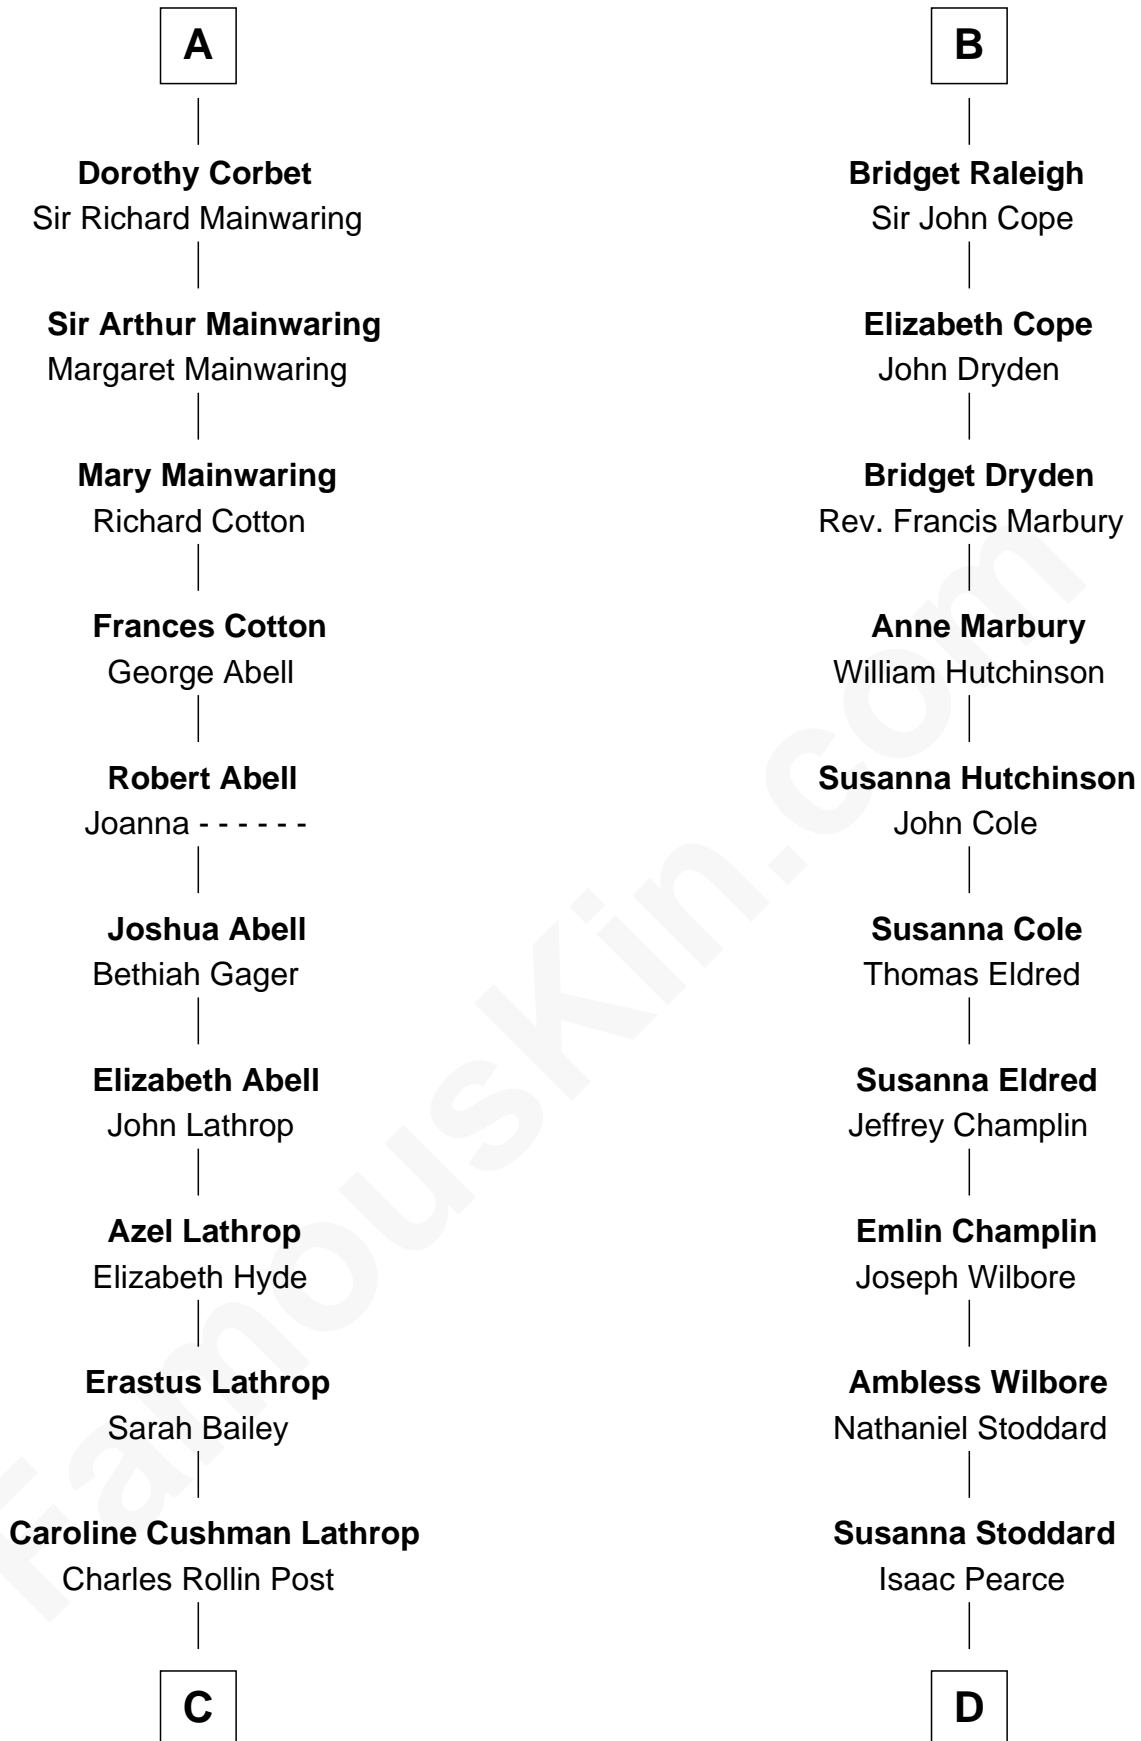 A
Dorothy Corbet
Sir Richard Mainwaring
Sir Arthur Mainwaring
Margaret Mainwaring
Mary Mainwaring
Richard Cotton
Frances Cotton
George Abell
Robert Abell
Joanna - - - - - -
Joshua Abell
Bethiah Gager
Elizabeth Abell
John Lathrop
Azel Lathrop
Elizabeth Hyde
Erastus Lathrop
Sarah Bailey
Caroline Cushman Lathrop
Charles Rollin Post
C
B
Bridget Raleigh
Sir John Cope
Elizabeth Cope
John Dryden
Bridget Dryden
Rev. Francis Marbury
Anne Marbury
William Hutchinson
Susanna Hutchinson
John Cole
Susanna Cole
Thomas Eldred
Susanna Eldred
Jeffrey Champlin
Emlin Champlin
Joseph Wilbore
Ambless Wilbore
Nathaniel Stoddard
Susanna Stoddard
Isaac Pearce
D
FamousKin.com